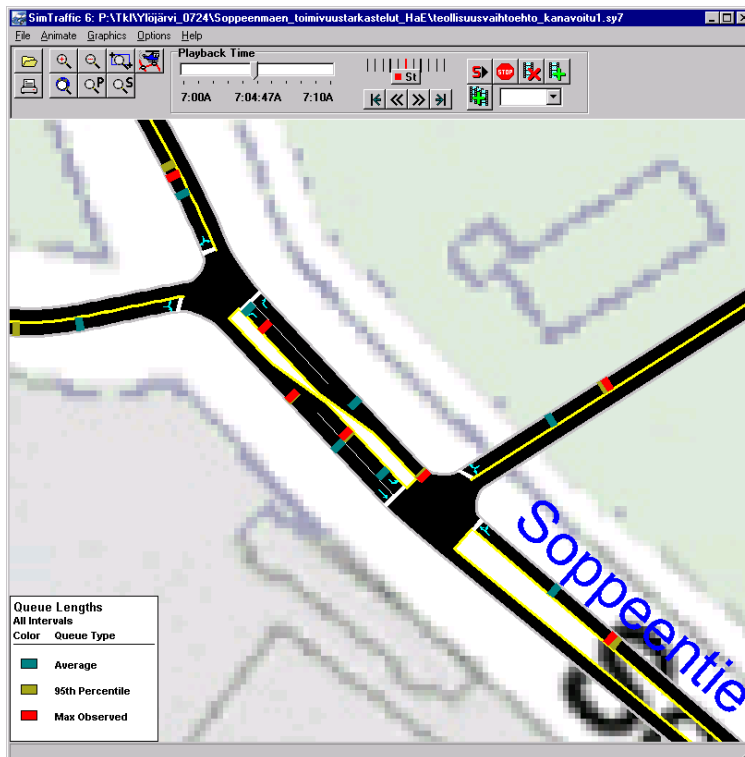 SimTraffic 6: P:\Tkl\Ylöjärvi_0724\Soppeenmaen_toimivuustarkastelut_HaE\teollisuusvaihtoehto_kanavoitu1.sy7
File Animate Graphics Options Help
Playback Time
7:00A 7:04:47A 7:10A
St
P
S
S
STOP
Soppeentie
Queue Lengths
All Intervals
Color Queue Type
Average
95th Percentile
Max Observed